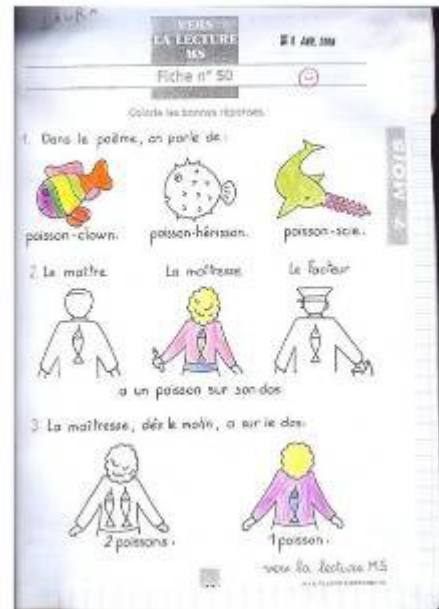 LAURA
VERS
LA LECTURE
MS
Fiche n° 50
Colorie les bonnes réponses.
1. Dans le poème, on parle de :
poisson-clown. poisson-hérisson. poisson-scie.
2. Le maître La maîtresse Le facteur
a un poisson sur son dos
3. La maîtresse, dès le matin, a sur le dos:
2 poissons. 1 poisson.
vers la lecture MS